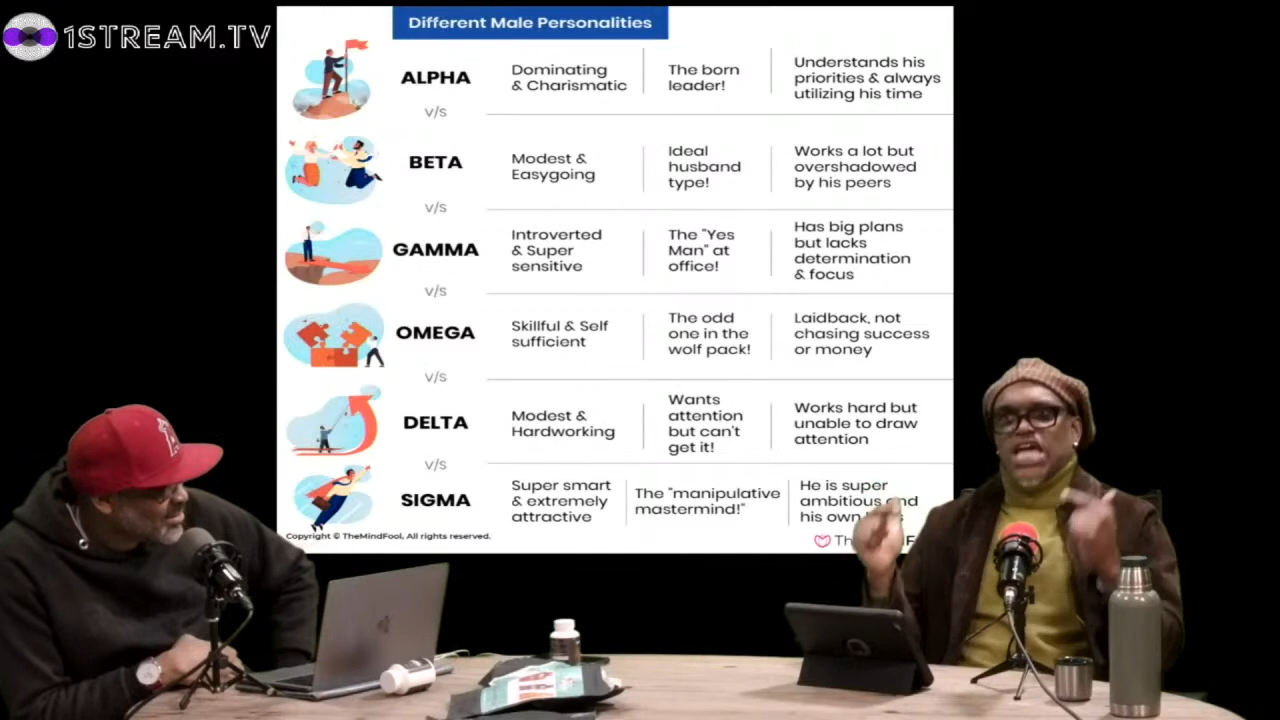 1STREAM.TV
Different Male Personalities
ALPHA
Dominating
& Charismatic
The born
leader!
Understands his
priorities & always
utilizing his time
v/s
BETA
Modest &
Easygoing
Ideal
husband
type!
Works a lot but
overshadowed
by his peers
v/s
GAMMA
Introverted
& Super
sensitive
The "Yes
Man" at
office!
Has big plans
but lacks
determination
& focus
v/s
OMEGA
Skillful & Self
sufficient
The odd
one in the
wolf pack!
Laidback, not
chasing success
or money
v/s
DELTA
Modest &
Hardworking
Wants
attention
but can't
get it!
Works hard but
unable to draw
attention
v/s
SIGMA
Super smart
& extremely
attractive
The "manipulative
mastermind!"
He is super
ambitious and
his own
Copyright © TheMindFool, All rights reserved.
A